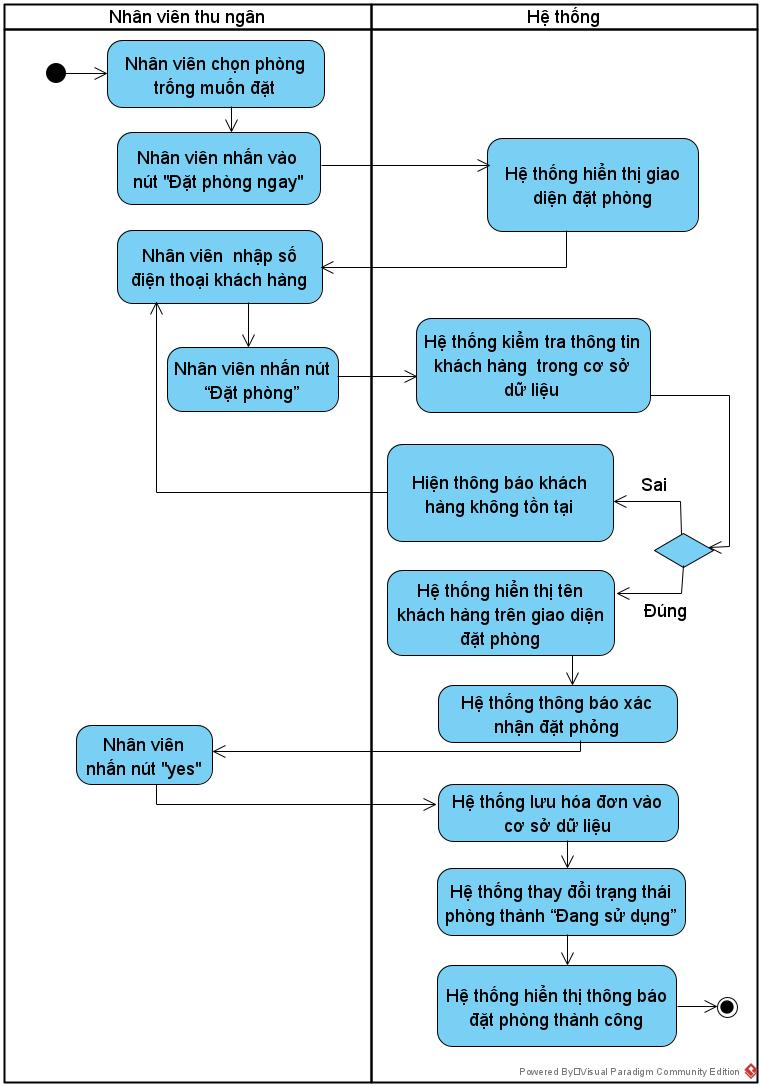 Nhân viên thu ngân
Hệ thống
Nhân viên chọn phòng
trống muốn đặt
Nhân viên nhấn vào
nút "Đặt phòng ngay"
Hệ thống hiển thị giao
diện đặt phòng
Nhân viên nhập số
điện thoại khách hàng
Nhân viên nhấn nút
“Đặt phòng”
Hệ thống kiểm tra thông tin
khách hàng trong cơ sở
dữ liệu
Hiện thông báo khách
hàng không tồn tại
Sai
Đúng
Hệ thống hiển thị tên
khách hàng trên giao diện
đặt phòng
Hệ thống thông báo xác
nhận đặt phỏng
Nhân viên
nhấn nút "yes"
Hệ thống lưu hóa đơn vào
cơ sở dữ liệu
Hệ thống thay đổi trạng thái
phòng thành “Đang sử dụng”
Hệ thống hiển thị thông báo
đặt phòng thành công
Powered By Visual Paradigm Community Edition